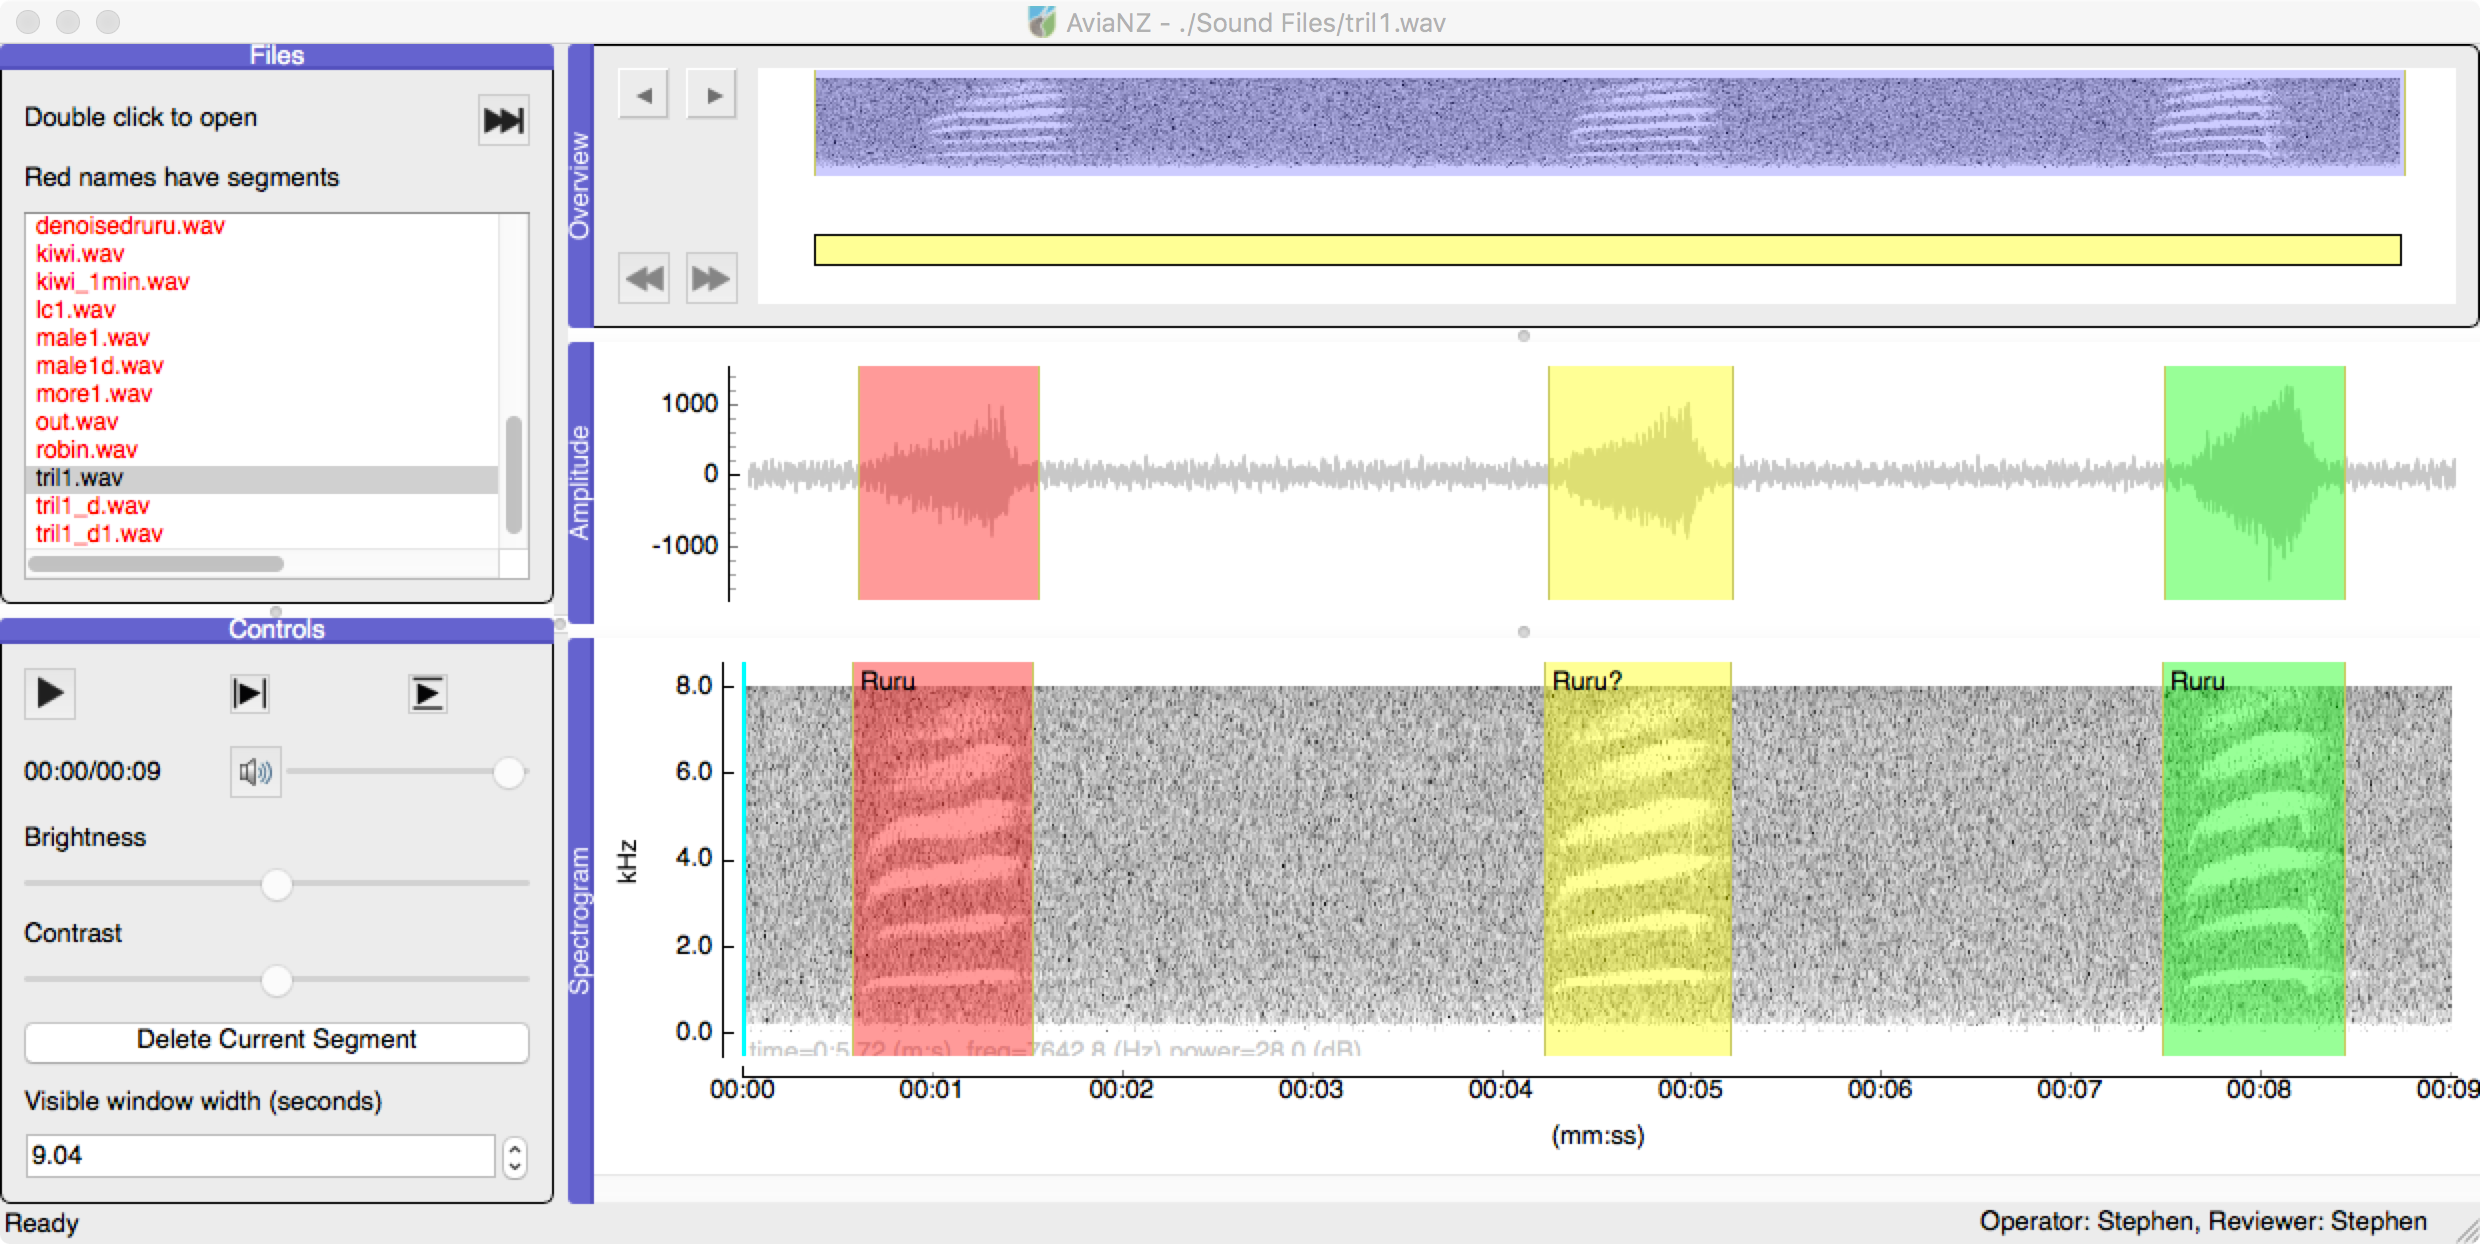 AviaNZ - ./Sound Files/tril1.wav
Files
Double click to open
Red names have segments
denoisedruru.wav
kiwi.wav
kiwi_1min.wav
lc1.wav
male1.wav
male1d.wav
more1.wav
out.wav
robin.wav
tril1.wav
tril1_d.wav
tril1_d1.wav
Controls
00:00/00:09
Brightness
Contrast
Delete Current Segment
Visible window width (seconds)
9.04
Overview
Amplitude
1000
0
-1000
Spectrogram
kHz
8.0
6.0
4.0
2.0
0.0
Ruru
Ruru?
Ruru
time=0:5.72 (m:s), freq=7642.8 (Hz) power=28.0 (dB)
00:00 00:01 00:02 00:03 00:04 00:05 00:06 00:07 00:08 00:09
(mm:ss)
Ready
Operator: Stephen, Reviewer: Stephen